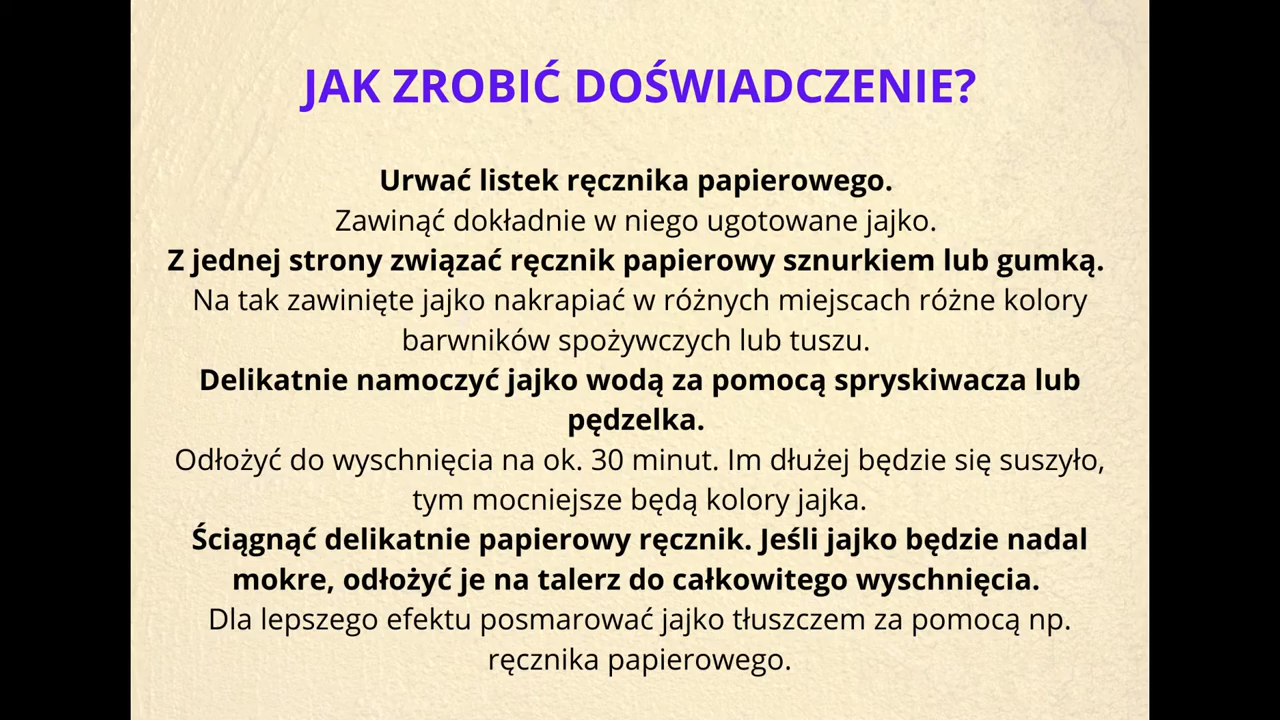 JAK ZROBIĆ DOŚWIADCZENIE?
Urwać listek ręcznika papierowego.
Zawinąć dokładnie w niego ugotowane jajko.
Z jednej strony związać ręcznik papierowy sznurkiem lub gumką.
Na tak zawinięte jajko nakrapiać w różnych miejscach różne kolory
barwników spożywczych lub tuszu.
Delikatnie namoczyć jajko wodą za pomocą spryskiwacza lub
pędzelka.
Odłożyć do wyschnięcia na ok. 30 minut. Im dłużej będzie się suszyło,
tym mocniejsze będą kolory jajka.
Ściągnąć delikatnie papierowy ręcznik. Jeśli jajko będzie nadal
mokre, odłożyć je na talerz do całkowitego wyschnięcia.
Dla lepszego efektu posmarować jajko tłuszczem za pomocą np.
ręcznika papierowego.